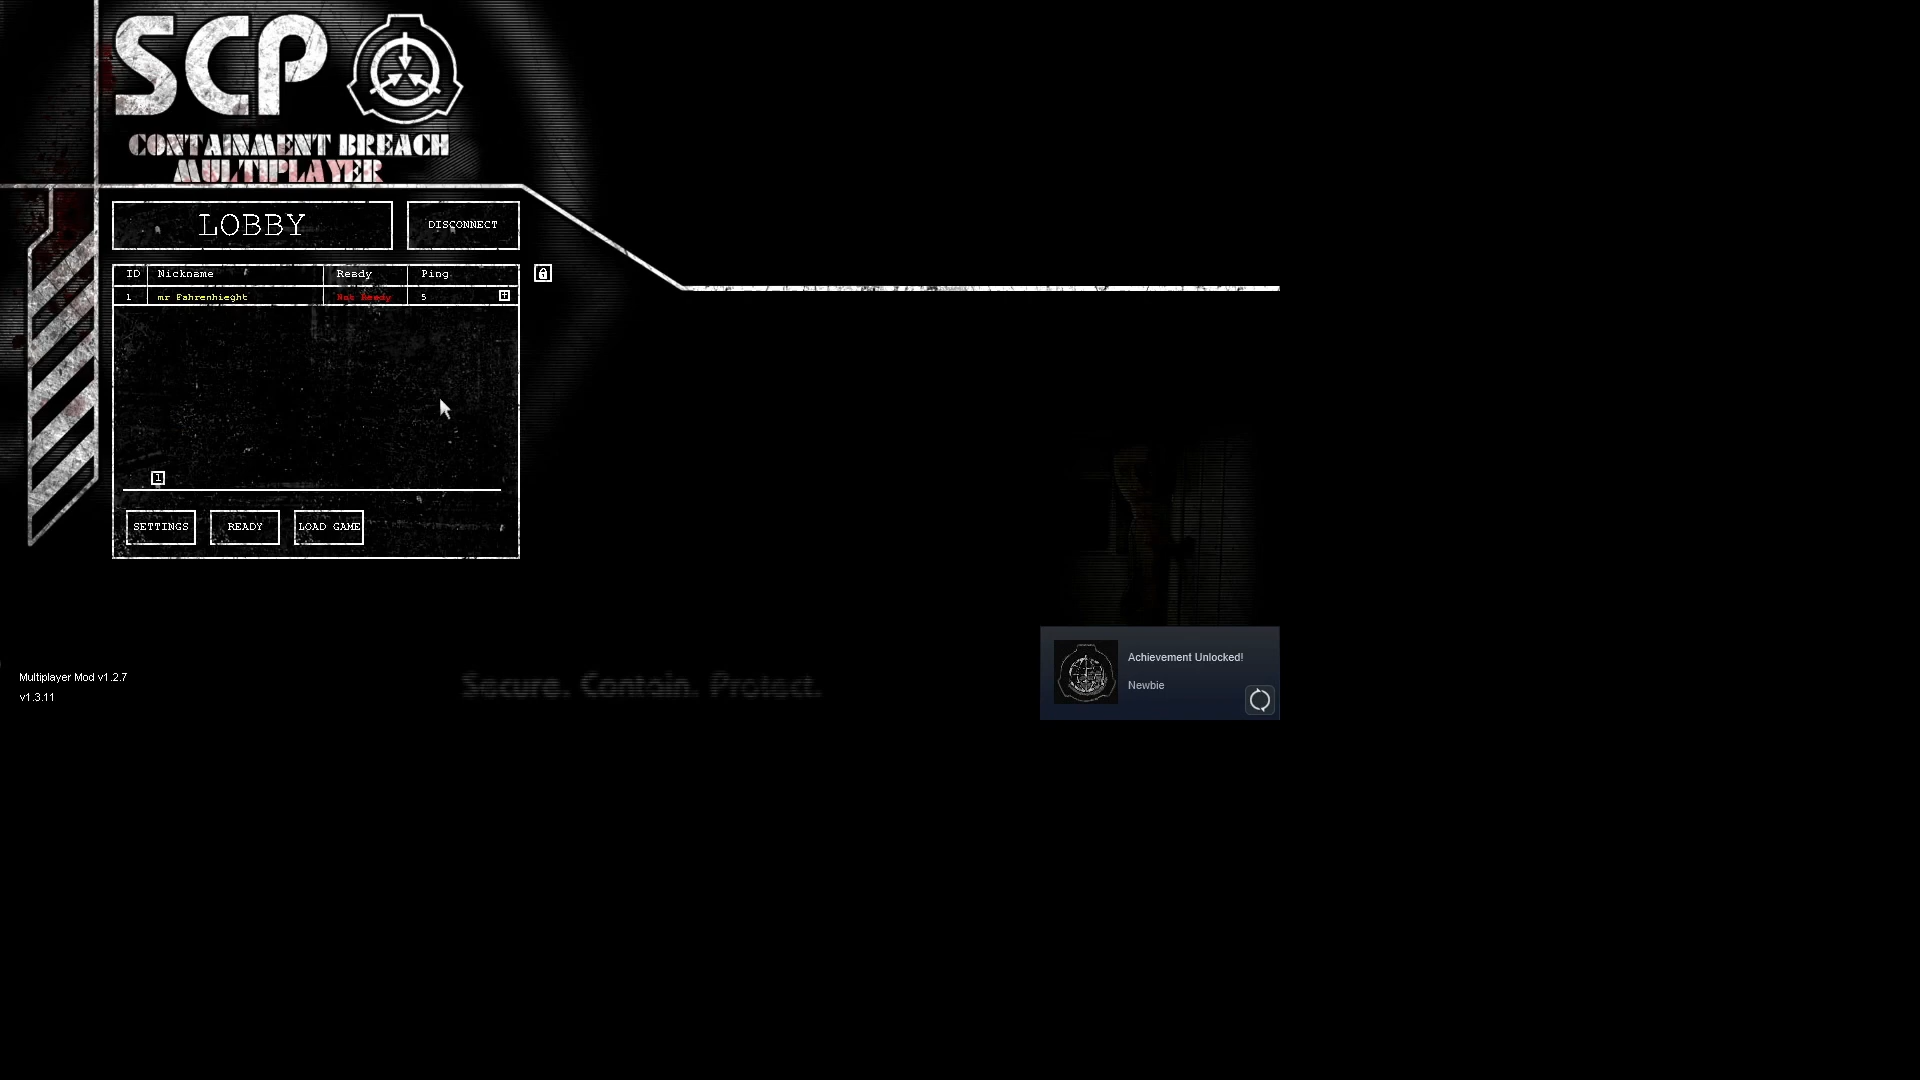 SCP
CONTAINMENT BREACH
MULTIPLAYER
LOBBY
DISCONNECT
ID Nickname Ready Ping
1 mr Fahrenhieght Not Ready 5
1
SETTINGS READY LOAD GAME
Achievement Unlocked!
Newbie
Multiplayer Mod v1.2.7
v1.3.11
Secure. Contain. Protect.